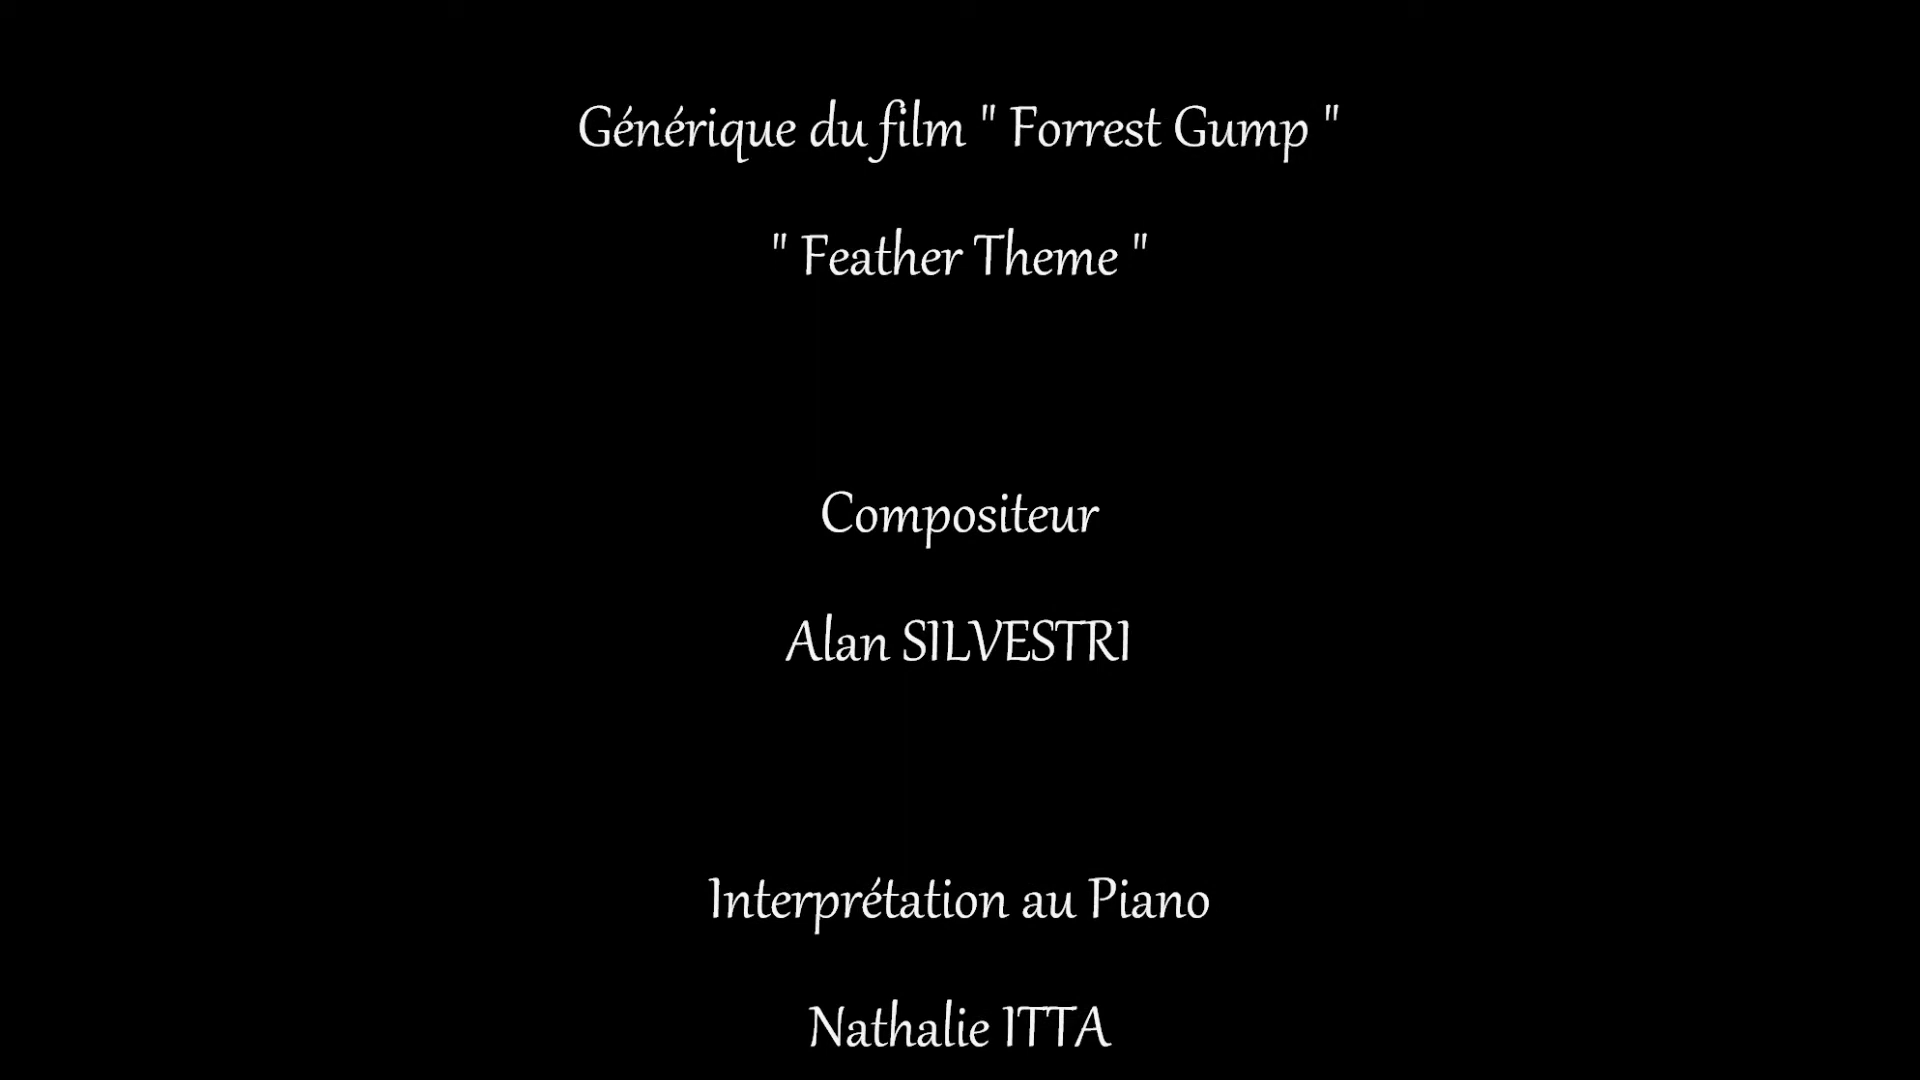 Générique du film " Forrest Gump "
" Feather Theme "
Compositeur
Alan SILVESTRI
Interprétation au Piano
Nathalie ITTA